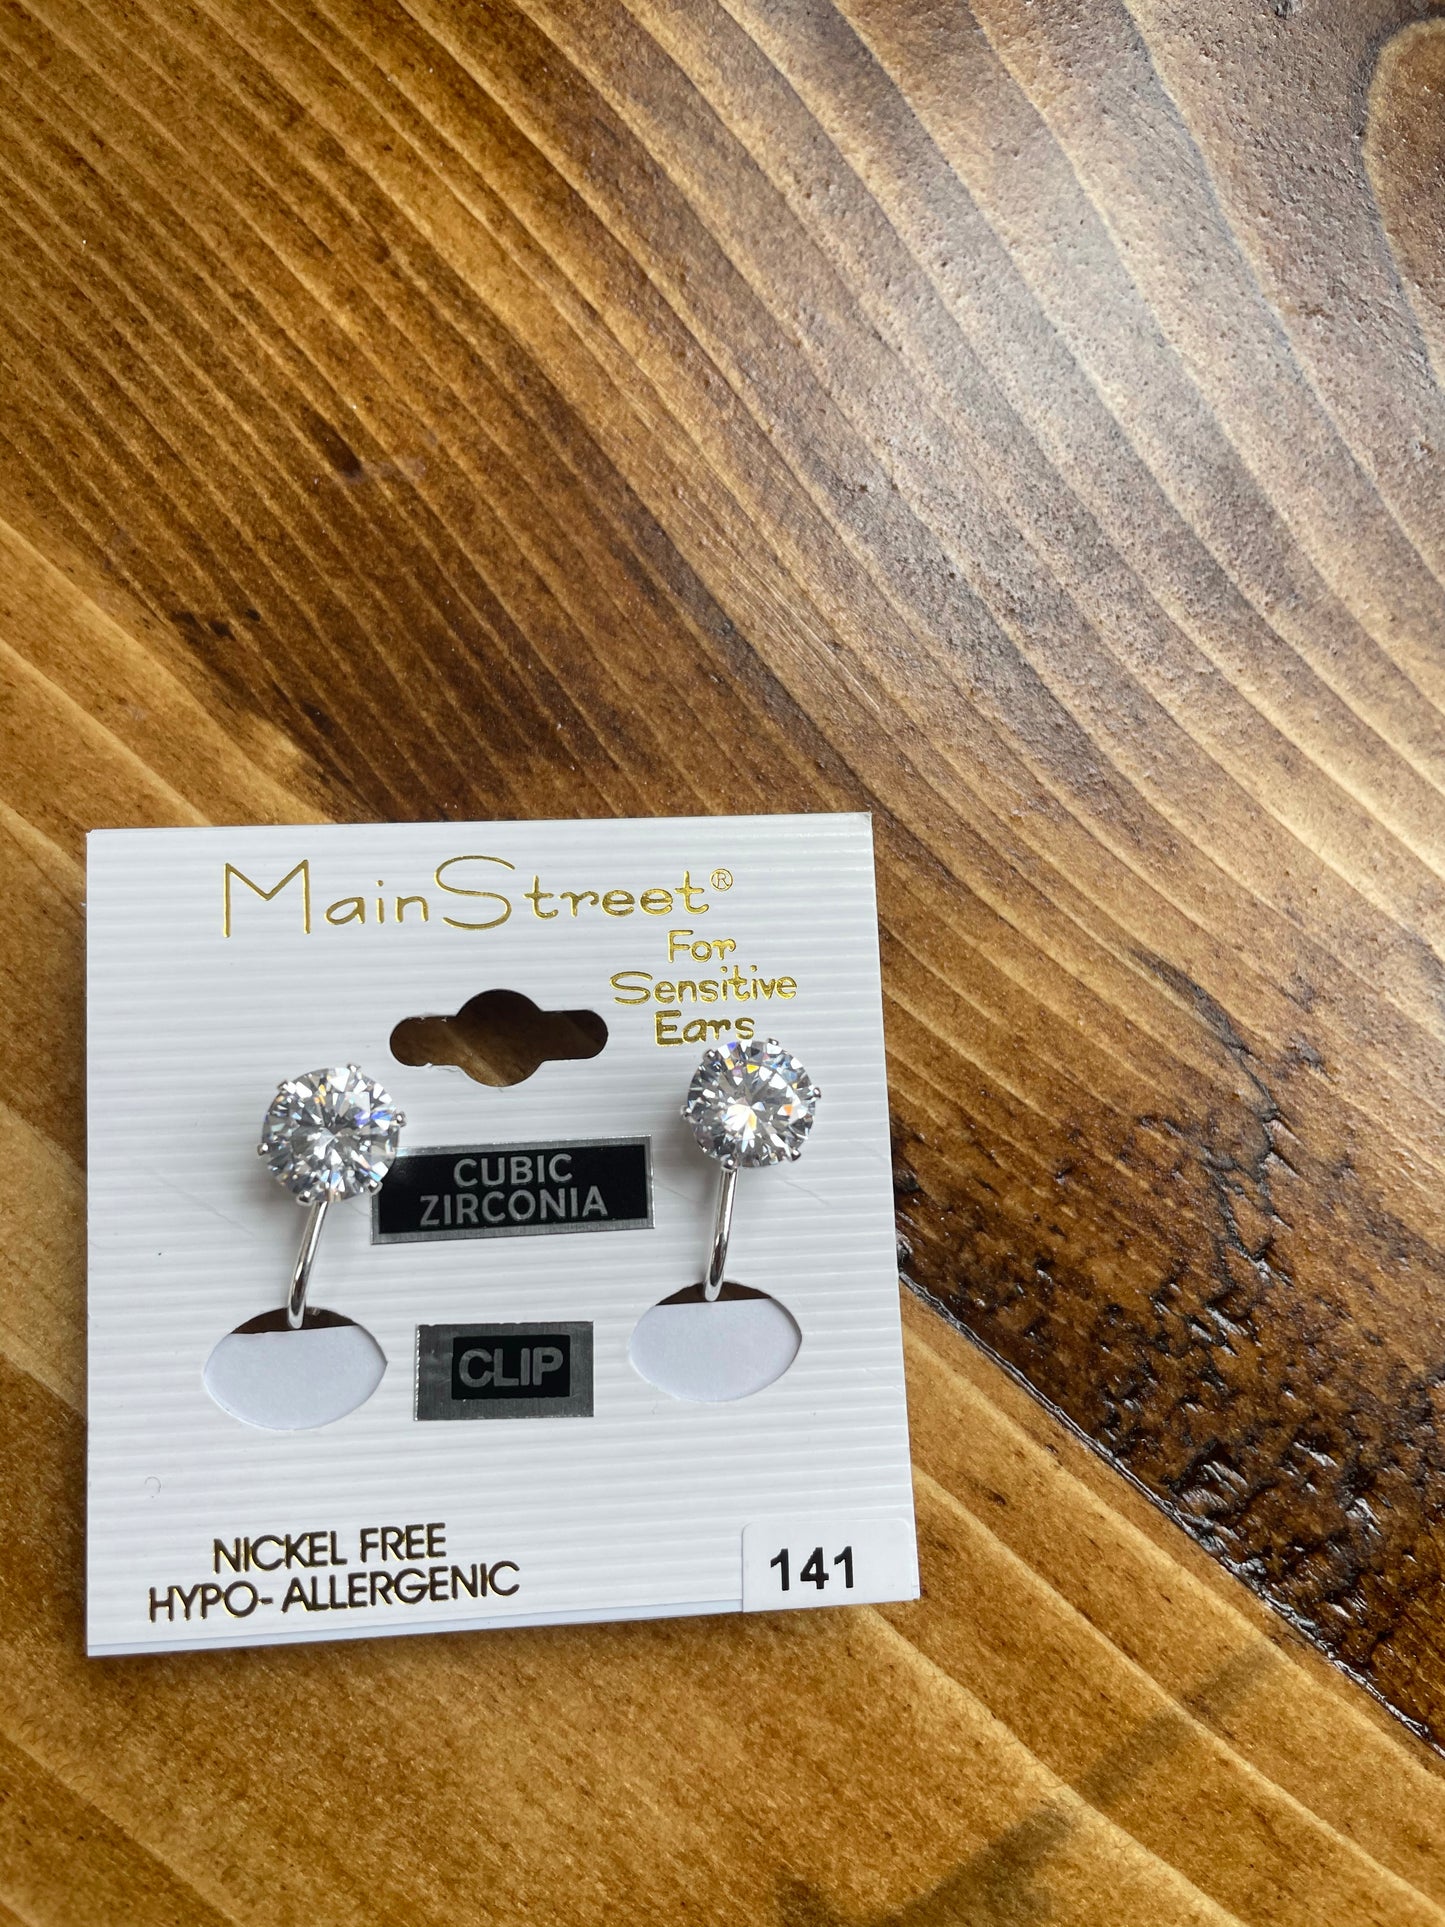 MainStreet®
For
Sensitive
Ears
CUBIC
ZIRCONIA
CLIP
NICKEL FREE
HYPO-ALLERGENIC
141